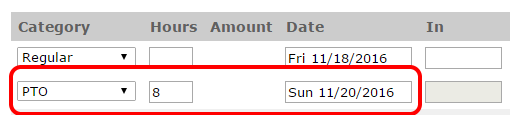 Category Hours Amount Date In
Regular Fri 11/18/2016
PTO 8 Sun 11/20/2016